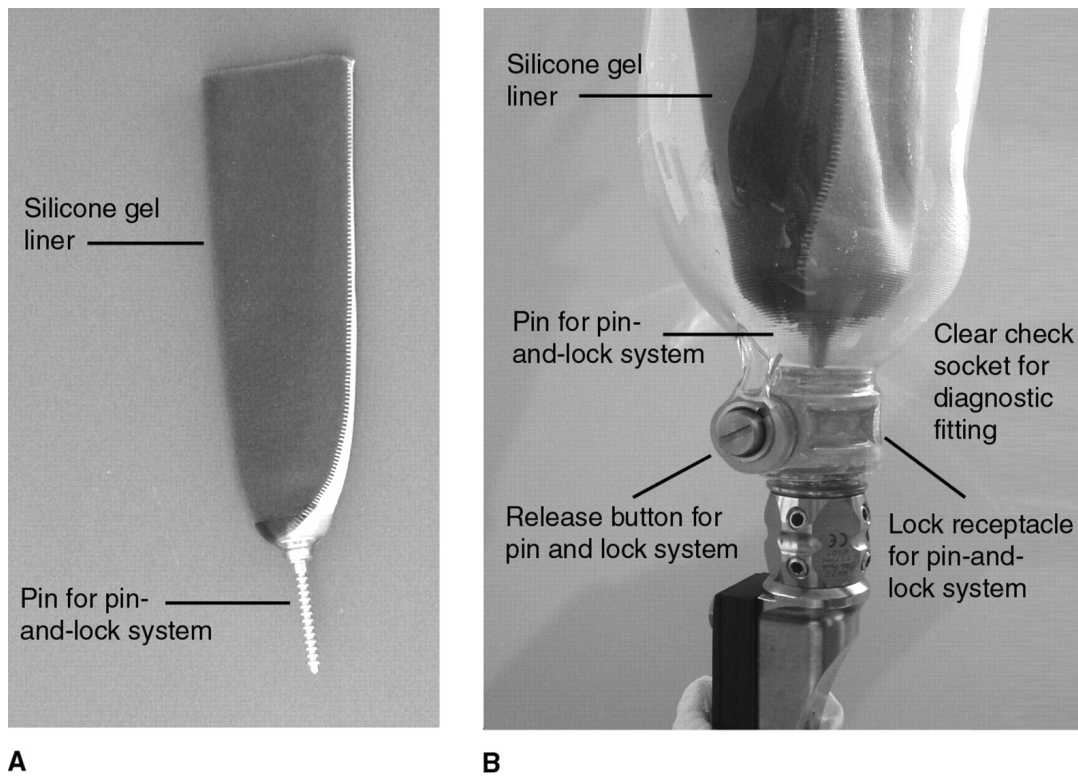 Silicone gel
liner
Pin for pin-
and-lock system
A
Silicone gel
liner
Pin for pin-
and-lock system
Clear check
socket for
diagnostic
fitting
Release button for
pin and lock system
Lock receptacle
for pin-and-
lock system
CE
B